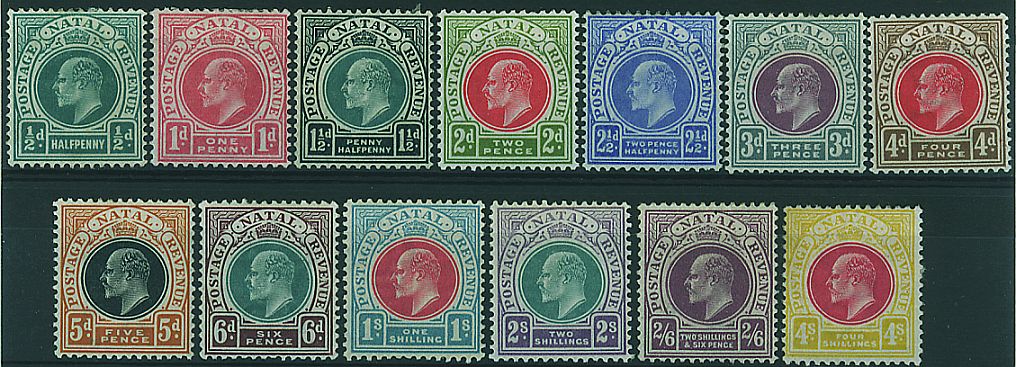 NATAL
POSTAGE REVENUE
½d ½d
HALFPENNY
NATAL
POSTAGE REVENUE
1d 1d
ONE
PENNY
NATAL
POSTAGE REVENUE
1½d 1½d
PENNY
HALFPENNY
NATAL
POSTAGE REVENUE
2d 2d
TWO
PENCE
NATAL
POSTAGE REVENUE
2½d 2½d
TWO PENCE
HALFPENNY
NATAL
POSTAGE REVENUE
3d 3d
THREE
PENCE
NATAL
POSTAGE REVENUE
4d 4d
FOUR
PENCE
NATAL
POSTAGE REVENUE
5d 5d
FIVE
PENCE
NATAL
POSTAGE REVENUE
6d 6d
SIX
PENCE
NATAL
POSTAGE REVENUE
1s 1s
ONE
SHILLING
NATAL
POSTAGE REVENUE
2s 2s
TWO
SHILLINGS
NATAL
POSTAGE REVENUE
2/6 2/6
TWO SHILLINGS
& SIX PENCE
NATAL
POSTAGE REVENUE
4s 4s
FOUR
SHILLINGS